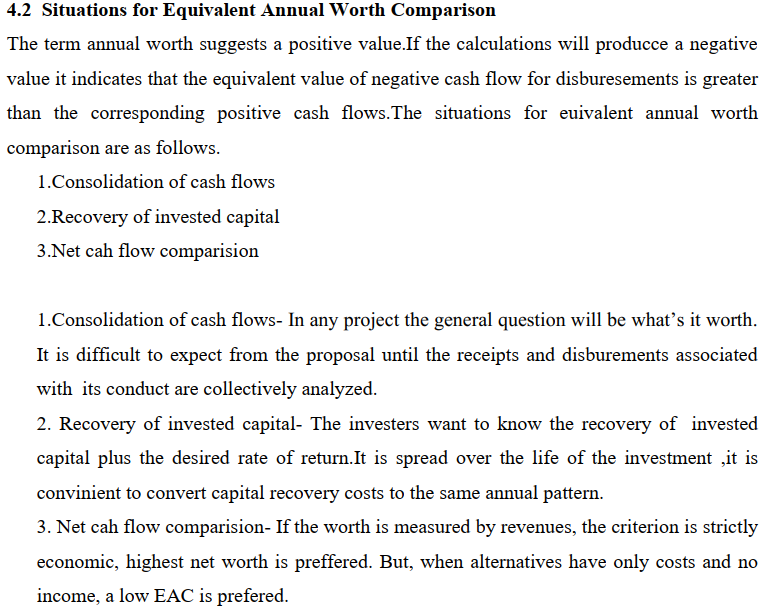 4.2  Situations for Equivalent Annual Worth Comparison
The term annual worth suggests a positive value.If the calculations will producce a negative
value it indicates that the equivalent value of negative cash flow for disburesements is greater
than the corresponding positive cash flows.The situations for euivalent annual worth
comparison are as follows.
1.Consolidation of cash flows
2.Recovery of invested capital
3.Net cah flow comparision
1.Consolidation of cash flows- In any project the general question will be what’s it worth.
It is difficult to expect from the proposal until the receipts and disburements associated
with  its conduct are collectively analyzed.
2. Recovery of invested capital- The investers want to know the recovery of  invested
capital plus the desired rate of return.It is spread over the life of the investment ,it is
convinient to convert capital recovery costs to the same annual pattern.
3. Net cah flow comparision- If the worth is measured by revenues, the criterion is strictly
economic, highest net worth is preffered. But, when alternatives have only costs and no
income, a low EAC is prefered.